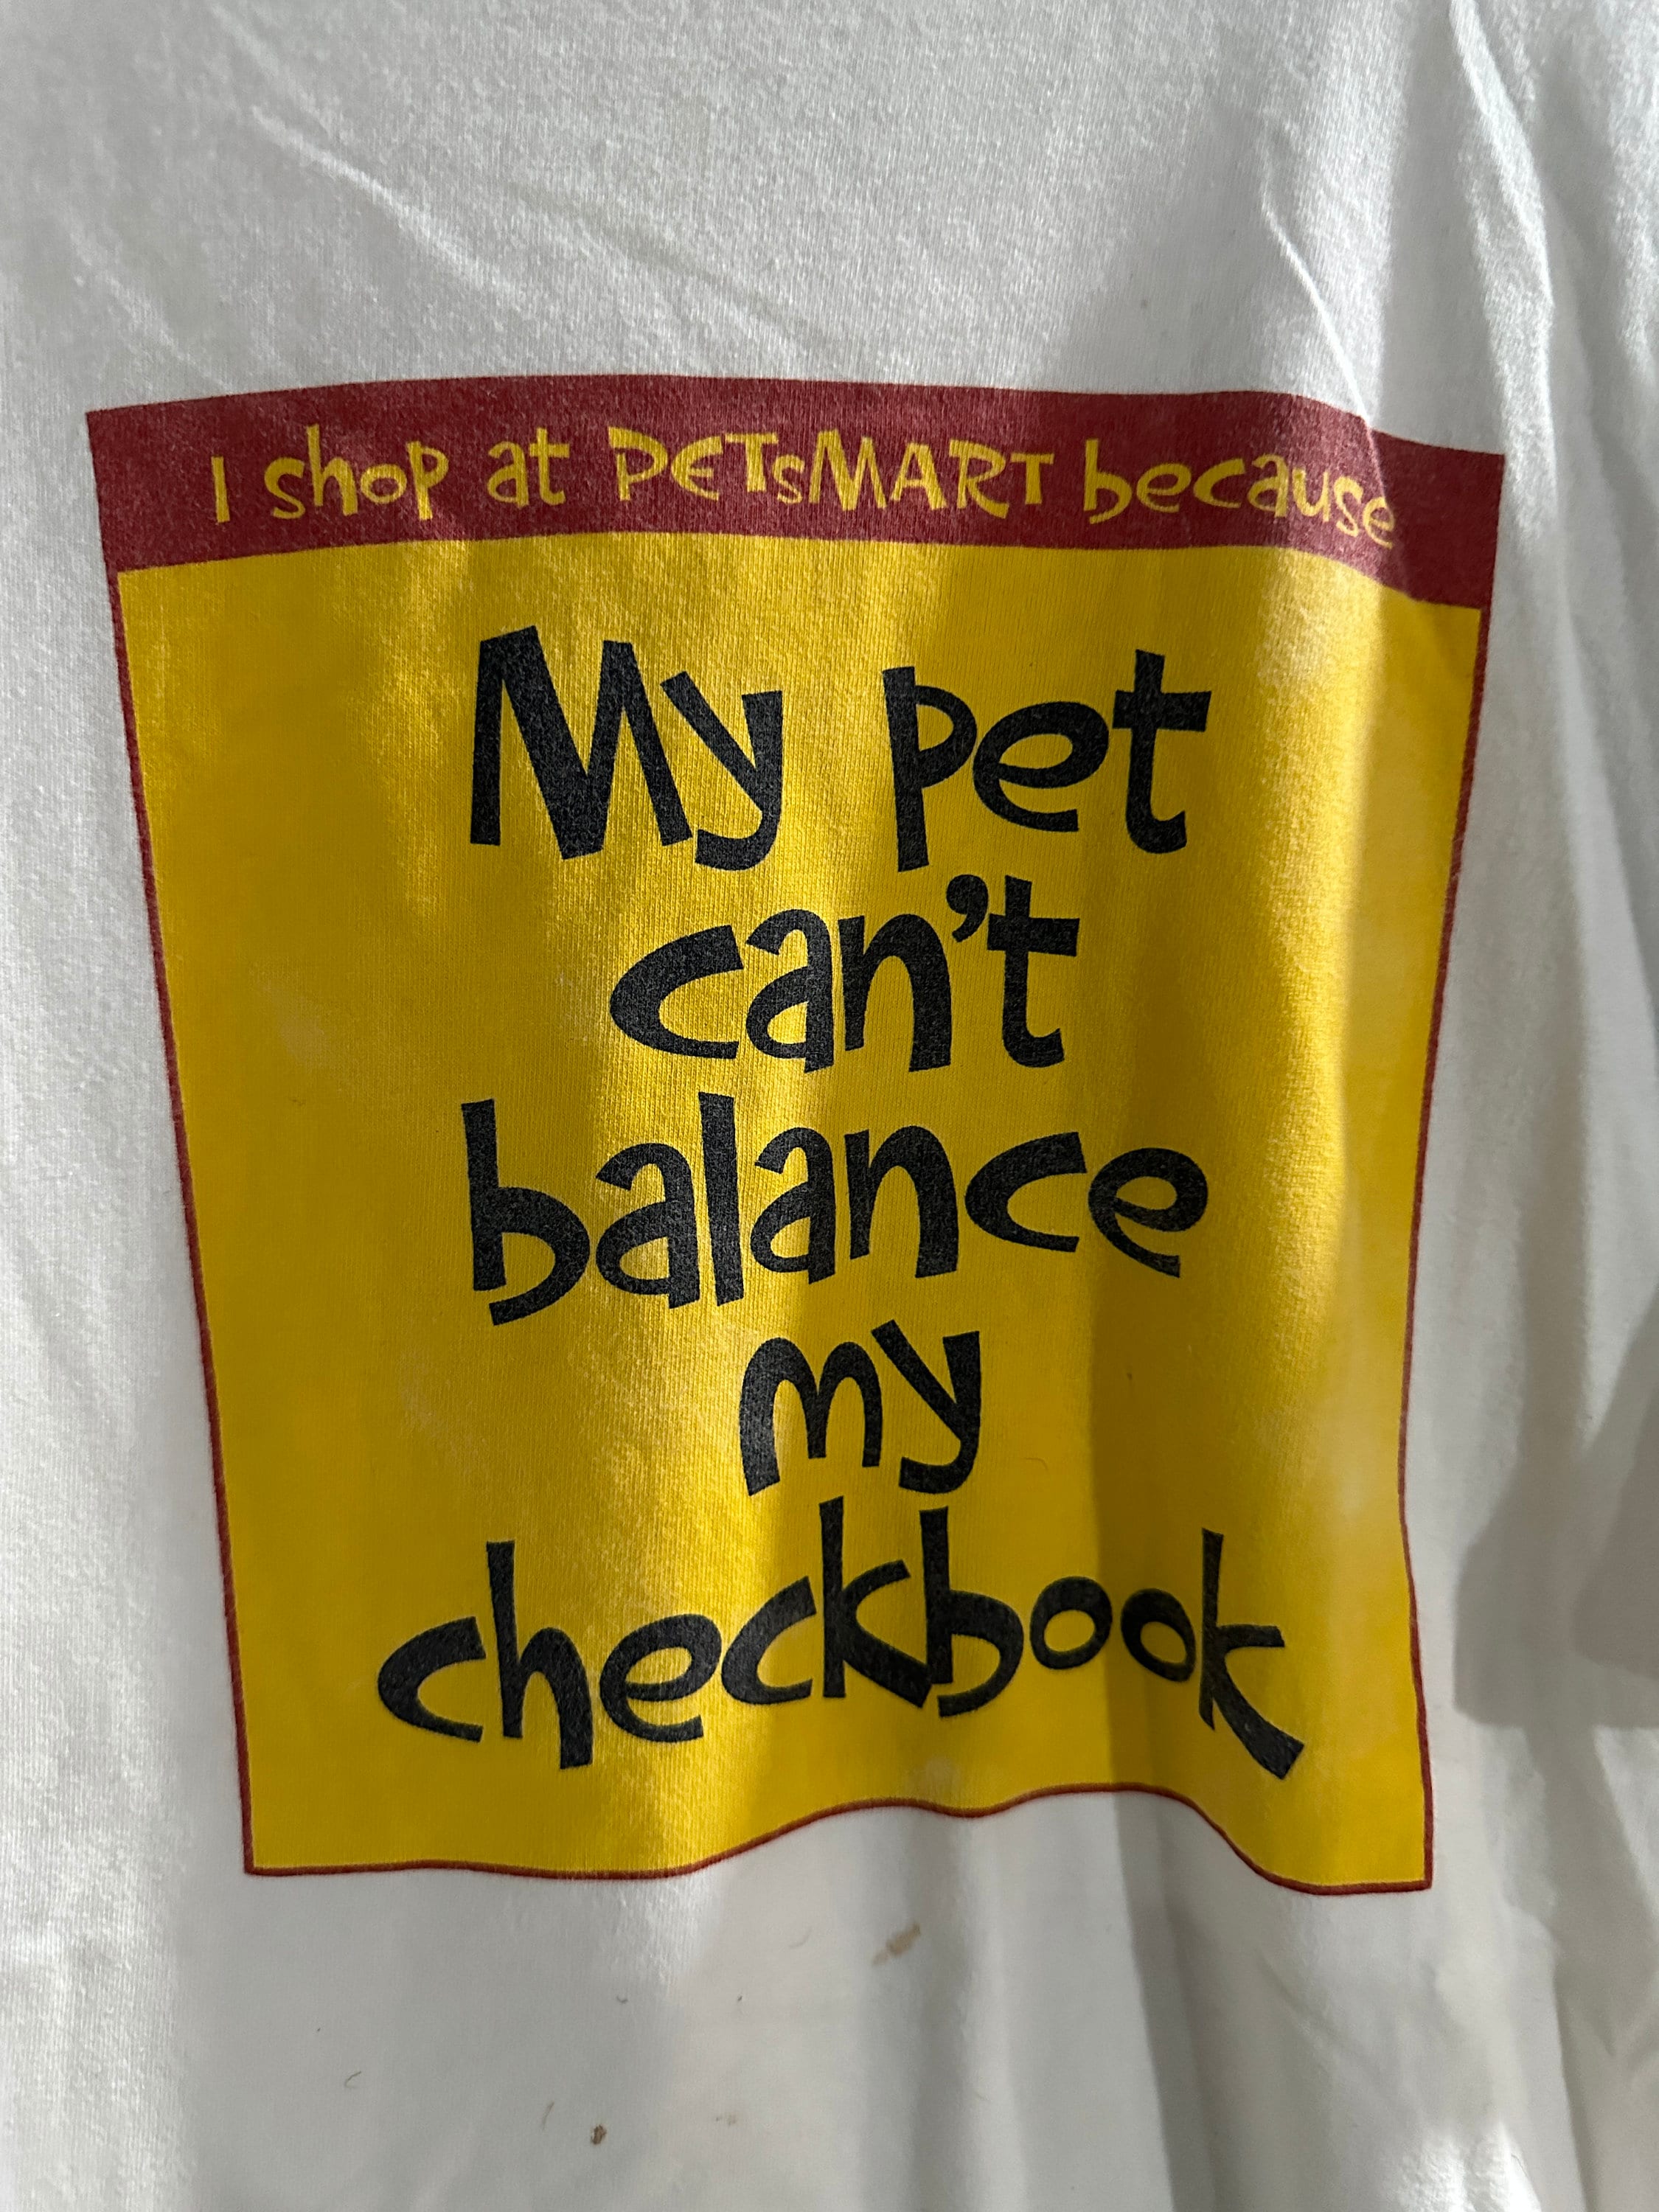 I shop at PETsMART because
My pet
can't
balance
my
checkbook